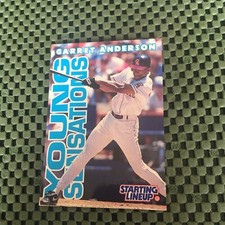 GARRET ANDERSON
YOUNG
SENSATIONS
STARTING
LINEUP